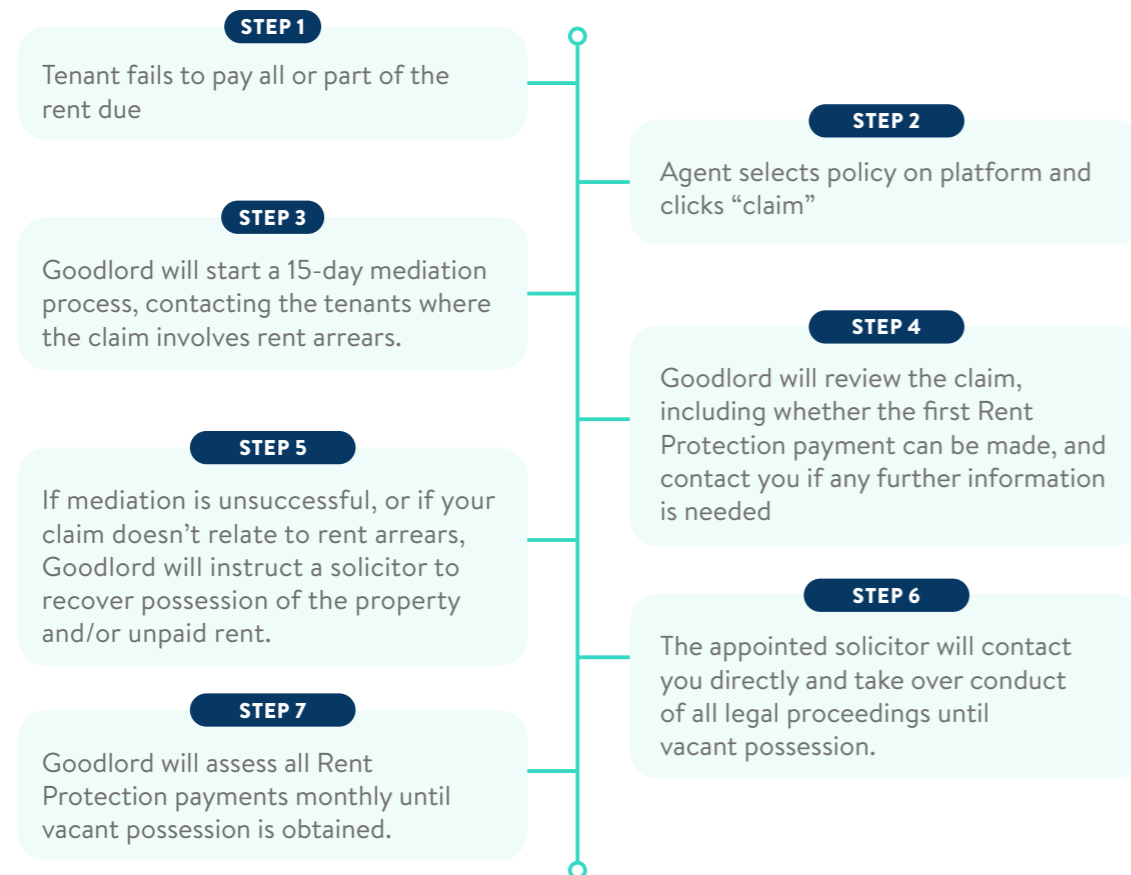 STEP 1
Tenant fails to pay all or part of the
rent due
STEP 2
Agent selects policy on platform and
clicks “claim”
STEP 3
Goodlord will start a 15-day mediation
process, contacting the tenants where
the claim involves rent arrears.
STEP 4
Goodlord will review the claim,
including whether the first Rent
Protection payment can be made, and
contact you if any further information
is needed
STEP 5
If mediation is unsuccessful, or if your
claim doesn’t relate to rent arrears,
Goodlord will instruct a solicitor to
recover possession of the property
and/or unpaid rent.
STEP 6
The appointed solicitor will contact
you directly and take over conduct
of all legal proceedings until
vacant possession.
STEP 7
Goodlord will assess all Rent
Protection payments monthly until
vacant possession is obtained.